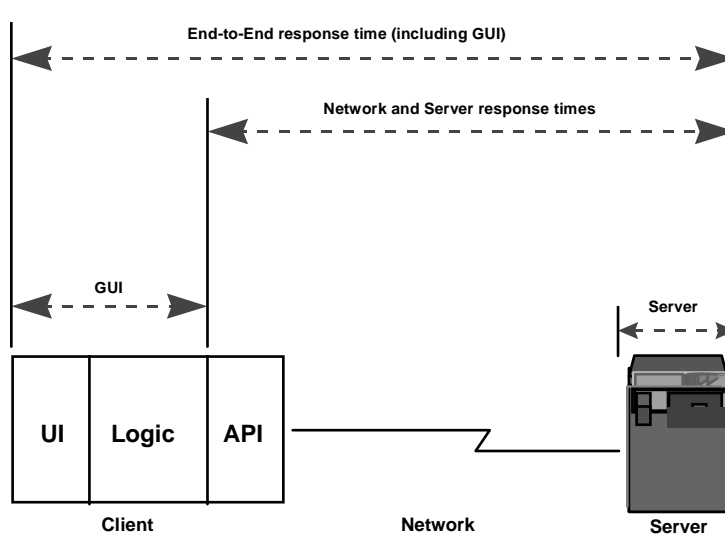 End-to-End response time (including GUI)
Network and Server response times
GUI
Server
UI Logic API
Client Network Server